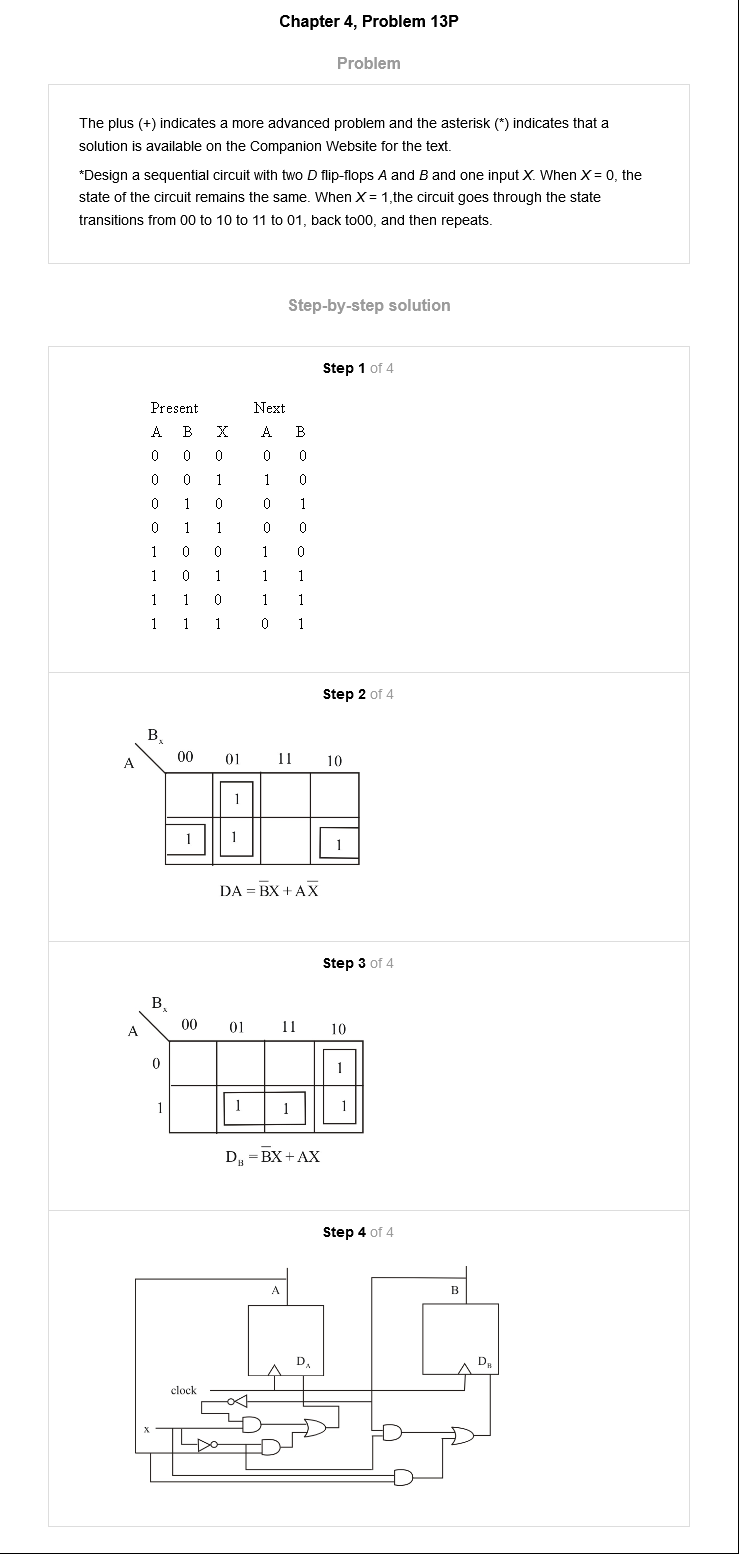 Chapter 4, Problem 13P
Problem
The plus (+) indicates a more advanced problem and the asterisk (*) indicates that a
solution is available on the Companion Website for the text.
*Design a sequential circuit with two D flip-flops A and B and one input X. When X = 0, the
state of the circuit remains the same. When X = 1,the circuit goes through the state
transitions from 00 to 10 to 11 to 01, back to00, and then repeats.
Step-by-step solution
Step 1 of 4
Present Next
A B X A B
0 0 0 0 0
0 0 1 1 0
0 1 0 0 1
0 1 1 0 0
1 0 0 1 0
1 0 1 1 1
1 1 0 1 1
1 1 1 0 1
Step 2 of 4
Bx
A 00 01 11 10
1
1 1 1
DA = B̅X + AX̅
Step 3 of 4
Bx
A 00 01 11 10
0 1
1 1 1 1
D_B = B̅X + AX
Step 4 of 4
A B
D_A D_B
clock
x